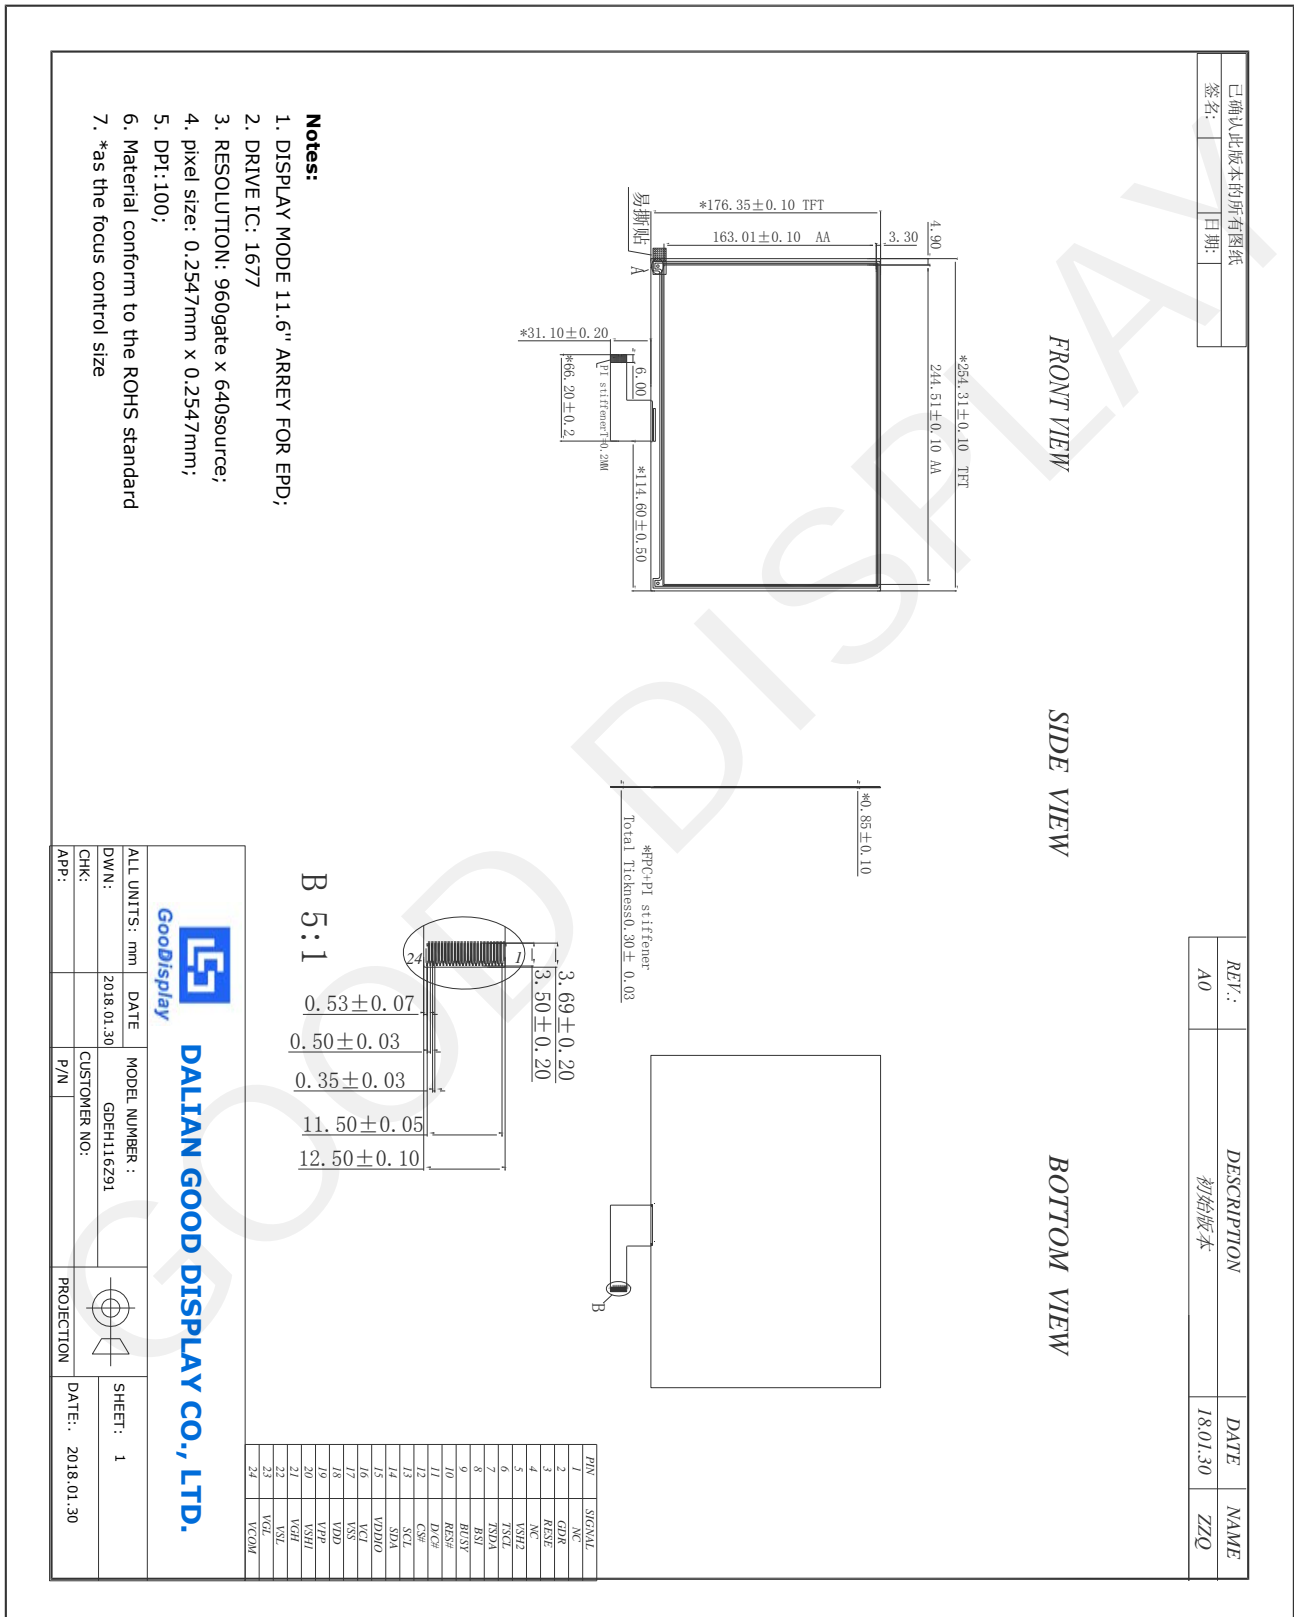 已确认此版本的所有图纸
签名:
日期:
REV.: DESCRIPTION DATE NAME
A0 初始版本 18.01.30 ZZQ
FRONT VIEW
SIDE VIEW
BOTTOM VIEW
*254.31±0.10 TFT
244.51±0.10 AA
4.90
3.30
163.01±0.10 AA
*176.35±0.10 TFT
易撕贴
A
*31.10±0.20
6.00
PI stiffenerT=0.2MM
*66.20±0.2
*114.60±0.50
*0.85±0.10
*FPC+PI stiffener
Total Tickness0.30± 0.03
B
Notes:
1. DISPLAY MODE 11.6'' ARREY FOR EPD;
2. DRIVE IC: 1677
3. RESOLUTION: 960gate x 640source;
4. pixel size: 0.2547mm x 0.2547mm;
5. DPI:100;
6. Material conform to the ROHS standard
7. *as the focus control size
3.69±0.20
3.50±0.20
1
24
0.53±0.07
0.50±0.03
0.35±0.03
11.50±0.05
12.50±0.10
B 5:1
PIN SIGNAL
1 NC
2 GDR
3 RESE
4 NC
5 VSH2
6 TSCL
7 TSDA
8 BS1
9 BUSY
10 RES#
11 D/C#
12 CS#
13 SCL
14 SDA
15 VDDIO
16 VCI
17 VSS
18 VDD
19 VPP
20 VSH1
21 VGH
22 VSL
23 VGL
24 VCOM
GooDisplay
DALIAN GOOD DISPLAY CO., LTD.
ALL UNITS: mm DATE
MODEL NUMBER :
GDEH116Z91
SHEET: 1
DWN: 2018.01.30
CHK:
CUSTOMER NO:
APP:
P/N
PROJECTION
DATE:. 2018.01.30
GOOD DISPLAY